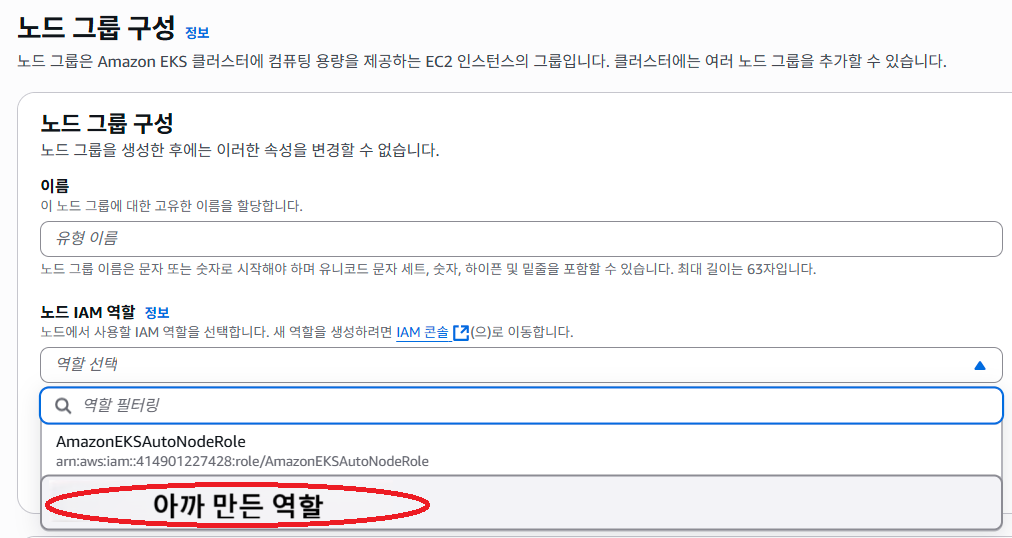 노드 그룹 구성 정보
노드 그룹은 Amazon EKS 클러스터에 컴퓨팅 용량을 제공하는 EC2 인스턴스의 그룹입니다. 클러스터에는 여러 노드 그룹을 추가할 수 있습니다.
노드 그룹 구성
노드 그룹을 생성한 후에는 이러한 속성을 변경할 수 없습니다.
이름
이 노드 그룹에 대한 고유한 이름을 할당합니다.
유형 이름
노드 그룹 이름은 문자 또는 숫자로 시작해야 하며 유니코드 문자 세트, 숫자, 하이픈 및 밑줄을 포함할 수 있습니다. 최대 길이는 63자입니다.
노드 IAM 역할 정보
노드에서 사용할 IAM 역할을 선택합니다. 새 역할을 생성하려면 IAM 콘솔 (으)로 이동합니다.
역할 선택
역할 필터링
AmazonEKSAutoNodeRole
arn:aws:iam::414901227428:role/AmazonEKSAutoNodeRole
아까 만든 역할